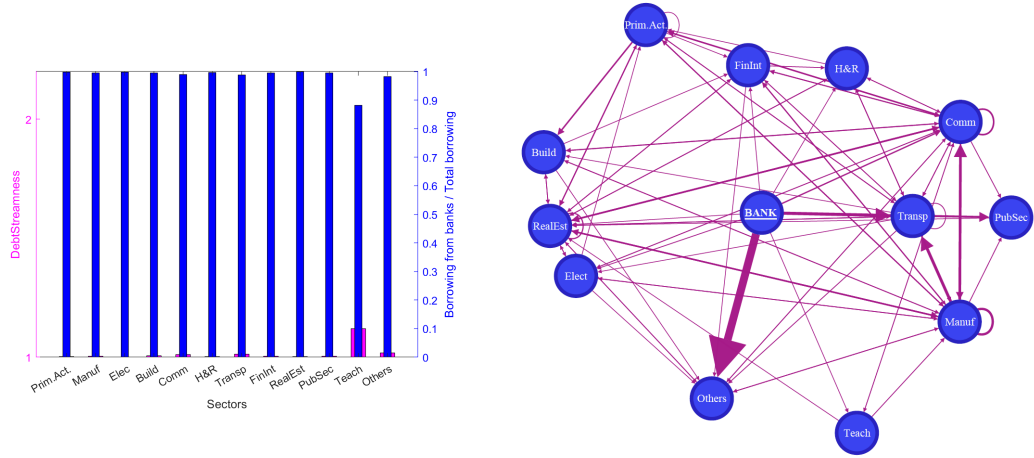 DebtStreamness
2
1
Prim.Act.
Manuf
Elec
Build
Comm
H&R
Transp
FinInt
RealEst
PubSec
Teach
Others
Sectors
1
0.9
0.8
0.7
0.6
0.5
0.4
0.3
0.2
0.1
0
Borrowing from banks / Total borrowing
Prim.Act.
FinInt
H&R
Comm
Build
BANK
Transp
PubSec
RealEst
Elect
Manuf
Others
Teach